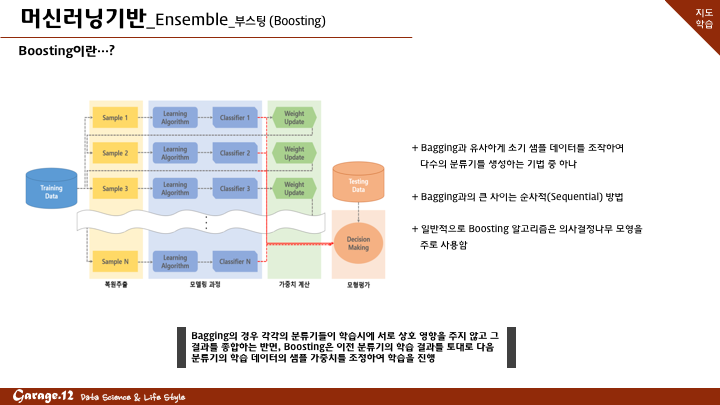 머신러닝기반_Ensemble_부스팅 (Boosting)
지도
학습
Boosting이란…?
Sample 1
Learning
Algorithm
Classifier 1
Weight
Update
Sample 2
Learning
Algorithm
Classifier 2
Weight
Update
Sample 3
Learning
Algorithm
Classifier 3
Weight
Update
Training
Data
Testing
Data
Decision
Making
Sample N
Learning
Algorithm
Classifier N
복원추출
모델링 과정
가중치 계산
모형평가
+ Bagging과 유사하게 소기 샘플 데이터를 조작하여
다수의 분류기를 생성하는 기법 중 하나
+ Bagging과의 큰 사이는 순차적(Sequential) 방법
+ 일반적으로 Boosting 알고리즘은 의사결정나무 모영을
주로 사용함
Bagging의 경우 각각의 분류기들이 학습시에 서로 상호 영향을 주지 않고 그
결과를 종합하는 반면, Boosting은 이전 분류기의 학습 결과를 토대로 다음
분류기의 학습 데이터의 샘플 가중치를 조정하여 학습을 진행
Garage.12 Data Science & Life Style